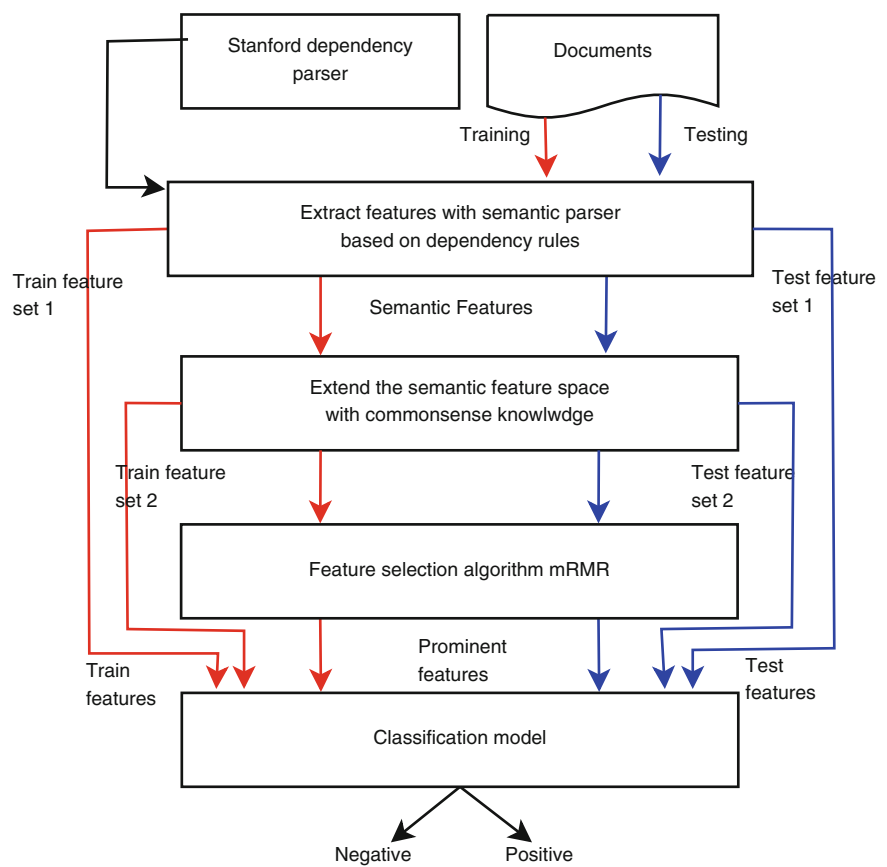 Stanford dependency
parser
Documents
Training
Testing
Extract features with semantic parser
based on dependency rules
Train feature
set 1
Semantic Features
Test feature
set 1
Extend the semantic feature space
with commonsense knowlwdge
Train feature
set 2
Test feature
set 2
Feature selection algorithm mRMR
Train
features
Prominent
features
Test
features
Classification model
Negative
Positive